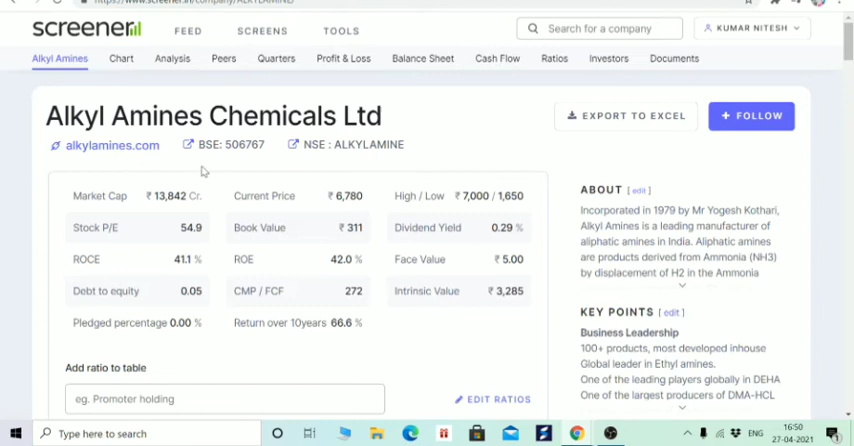 https://www.screener.in/company/ALKYLAMINE/
screener
FEED SCREENS TOOLS
Search for a company
KUMAR NITESH
Alkyl Amines Chart Analysis Peers Quarters Profit & Loss Balance Sheet Cash Flow Ratios Investors Documents
Alkyl Amines Chemicals Ltd
EXPORT TO EXCEL
+ FOLLOW
alkylamines.com BSE: 506767 NSE : ALKYLAMINE
Market Cap ₹ 13,842 Cr. Current Price ₹ 6,780 High / Low ₹ 7,000 / 1,650
Stock P/E 54.9 Book Value ₹ 311 Dividend Yield 0.29 %
ROCE 41.1 % ROE 42.0 % Face Value ₹ 5.00
Debt to equity 0.05 CMP / FCF 272 Intrinsic Value ₹ 3,285
Pledged percentage 0.00 % Return over 10years 66.6 %
Add ratio to table
eg. Promoter holding
EDIT RATIOS
ABOUT [ edit ]
Incorporated in 1979 by Mr Yogesh Kothari,
Alkyl Amines is a leading manufacturer of
aliphatic amines in India. Aliphatic amines
are products derived from Ammonia (NH3)
by displacement of H2 in the Ammonia
KEY POINTS [ edit ]
Business Leadership
100+ products, most developed inhouse
Global leader in Ethyl amines.
One of the leading players globally in DEHA
One of the largest producers of DMA-HCL
Type here to search
ENG
16:50
27-04-2021